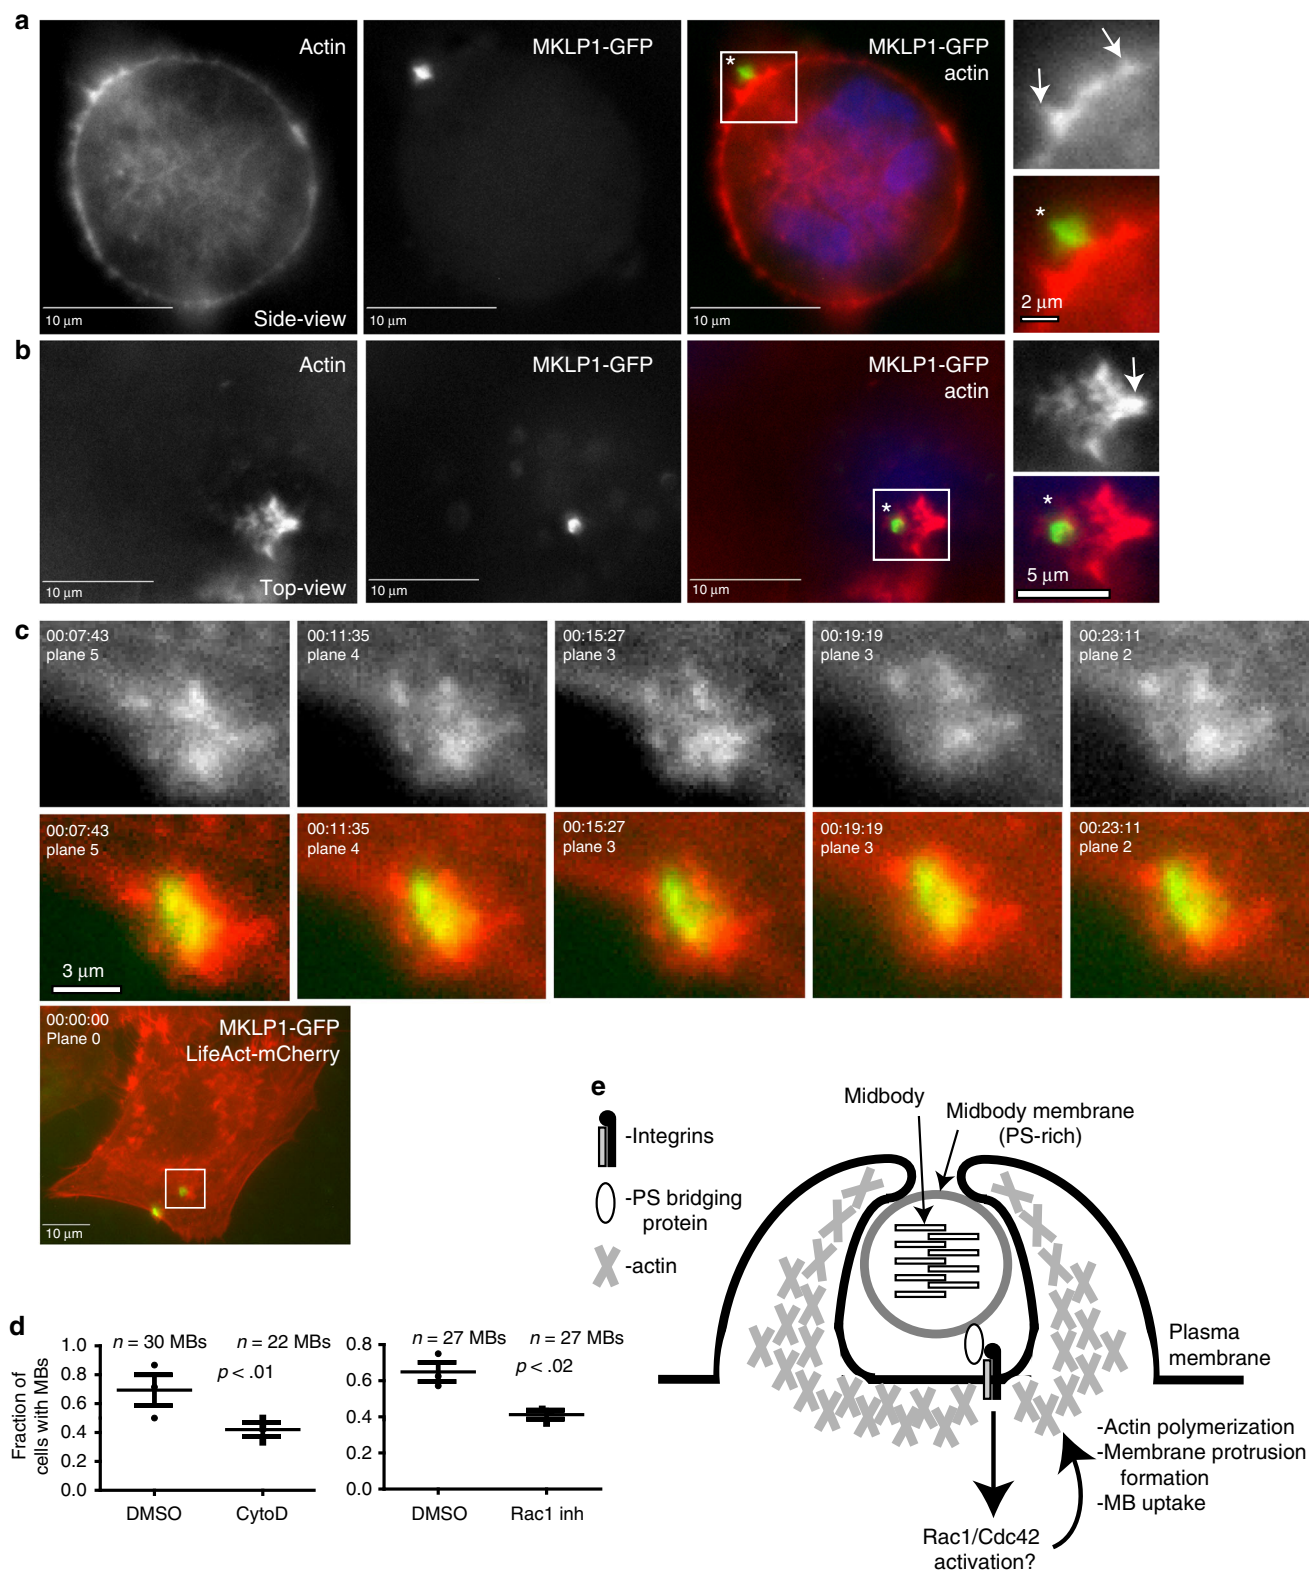 a
Actin
10 μm
Side-view
MKLP1-GFP
10 μm
MKLP1-GFP
actin
*
10 μm
*
2 μm
b
Actin
10 μm
Top-view
MKLP1-GFP
10 μm
MKLP1-GFP
actin
*
10 μm
*
5 μm
c
00:07:43
plane 5
00:11:35
plane 4
00:15:27
plane 3
00:19:19
plane 3
00:23:11
plane 2
00:07:43
plane 5
3 μm
00:11:35
plane 4
00:15:27
plane 3
00:19:19
plane 3
00:23:11
plane 2
00:00:00
Plane 0
MKLP1-GFP
LifeAct-mCherry
10 μm
d
Fraction of
cells with MBs
1.0
0.8
0.6
0.4
0.2
0.0
n = 30 MBs
n = 22 MBs
p < .01
DMSO
CytoD
0.8
0.6
0.4
0.2
0.0
n = 27 MBs
n = 27 MBs
p < .02
DMSO
Rac1 inh
e
-Integrins
-PS bridging
protein
-actin
Midbody
Midbody membrane
(PS-rich)
Plasma
membrane
-Actin polymerization
-Membrane protrusion
formation
-MB uptake
Rac1/Cdc42
activation?